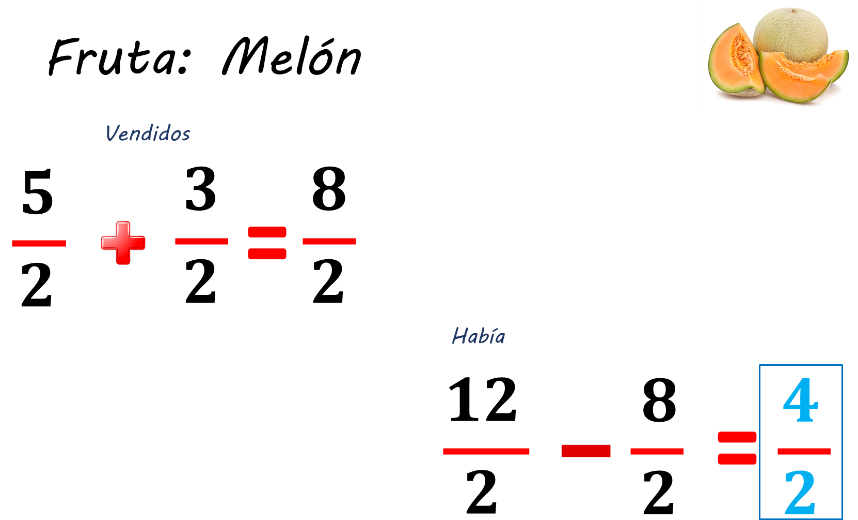 Fruta: Melón
Vendidos
5/2 + 3/2 = 8/2
Había
12/2 - 8/2 = 4/2